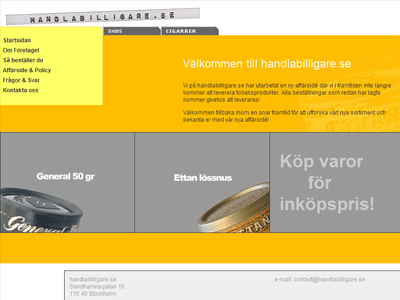 HANDLABILLIGARE.SE
SNUS
CIGARRER
Startsidan
Om Företaget
Så beställer du
Affärside & Policy
Frågor & Svar
Kontakta oss
Välkommen till handlabilligare.se
Vi på handlabilligare.se har utarbetat en ny affärside där vi i framtiden inte längre
kommer att leverera tobaksprodukter. Alla beställningar som redan har lagts
kommer givetvis att levereras!
Välkommen tillbaka inom en snar framtid för att utforska vårt nya sortiment och
bekanta er med vår nya affärside!
General 50 gr
Ettan lössnus
Köp varor
för
inköpspris!
General
handlabilligare.se
Sandhamnsgatan 10
115 40 Stockholm
e-mail: contact@handlabilligare.se